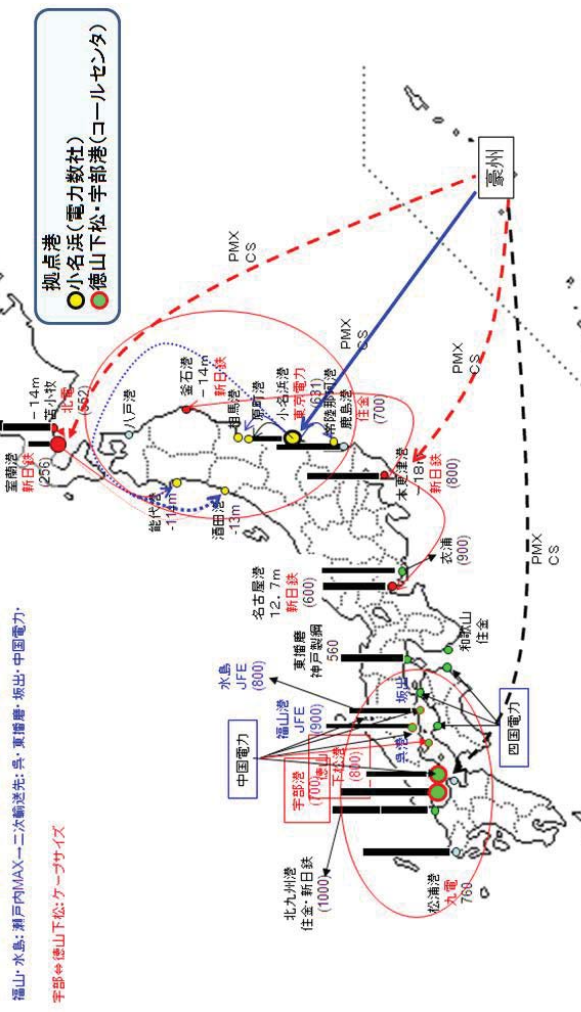 福山・水島：瀬戸内MAX→二次輸送先：呉・東播磨・坂出・中国電力・
宇部⇔徳山下松：ケープサイズ
拠点港
小名浜（電力数社）
徳山下松・宇部港（コールセンタ）
室蘭港
新日鉄
(256)
-14m
苫小牧
北電
(552)
八戸港
釜石港
-14m
新日鉄
能代港
-14m
酒田港
-13m
相馬港
原町港
小名浜港
東京電力
(631)
常陸那珂港
鹿島港
住金
(700)
木更津港
新日鉄
(800)
名古屋港
12.7m
新日鉄
(600)
衣浦
(900)
東播磨
神戸製鋼
560
和歌山
住金
水島
JFE
(800)
福山港
JFE
(900)
坂出
呉港
中国電力
四国電力
宇部港
(700)
徳山
下松港
(800)
北九州港
住金・新日鉄
(1000)
松浦港
九電
760
PMX
CS
PMX
CS
PMX
CS
PMX
CS
豪州